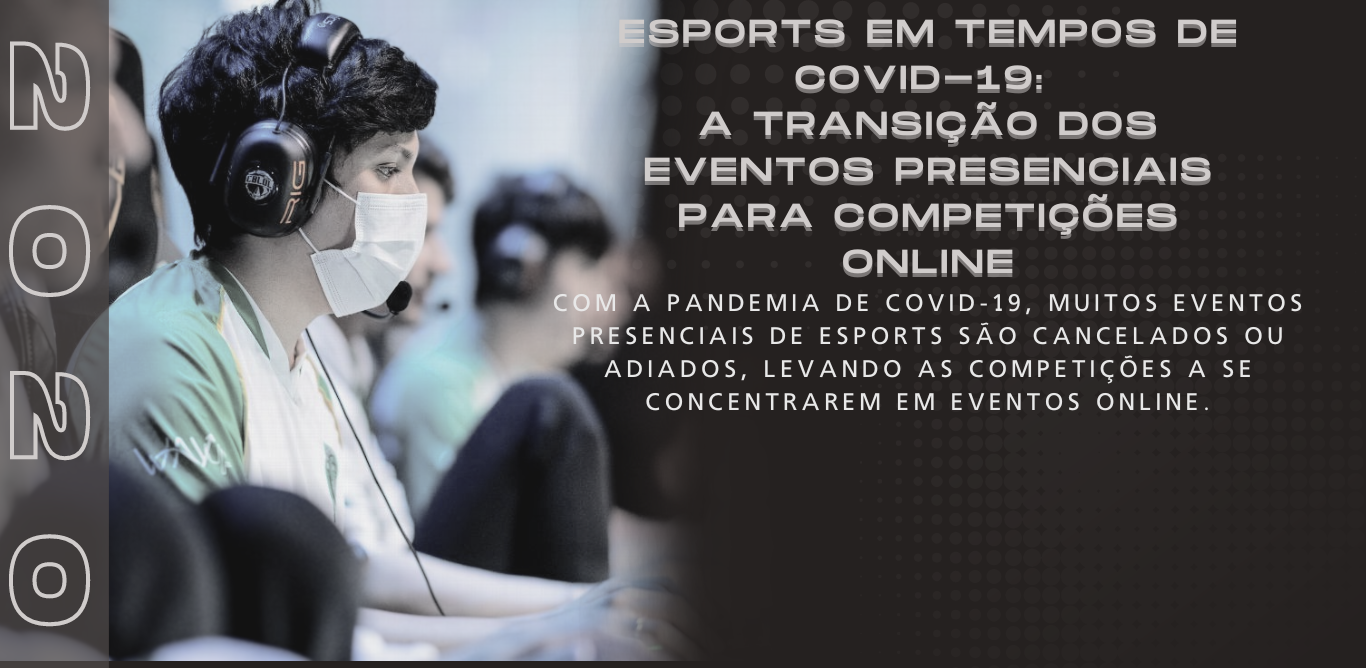 2020
ESPORTS EM TEMPOS DE
COVID-19:
A TRANSIÇÃO DOS
EVENTOS PRESENCIAIS
PARA COMPETIÇÕES
ONLINE
COM A PANDEMIA DE COVID-19, MUITOS EVENTOS
PRESENCIAIS DE ESPORTS SÃO CANCELADOS OU
ADIADOS, LEVANDO AS COMPETIÇÕES A SE
CONCENTRAREM EM EVENTOS ONLINE.
RIG